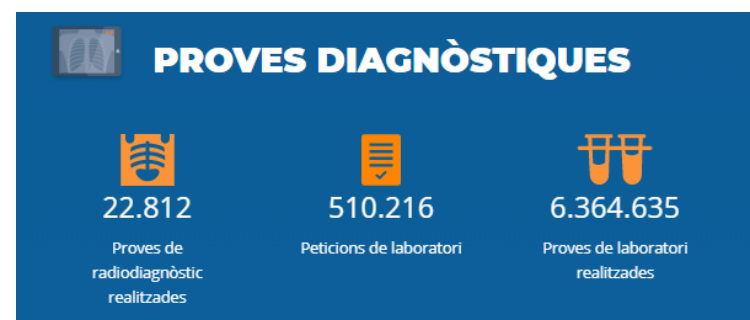 PROVES DIAGNÒSTIQUES
22.812
Proves de
radiodiagnòstic
realitzades
510.216
Peticions de laboratori
6.364.635
Proves de laboratori
realitzades